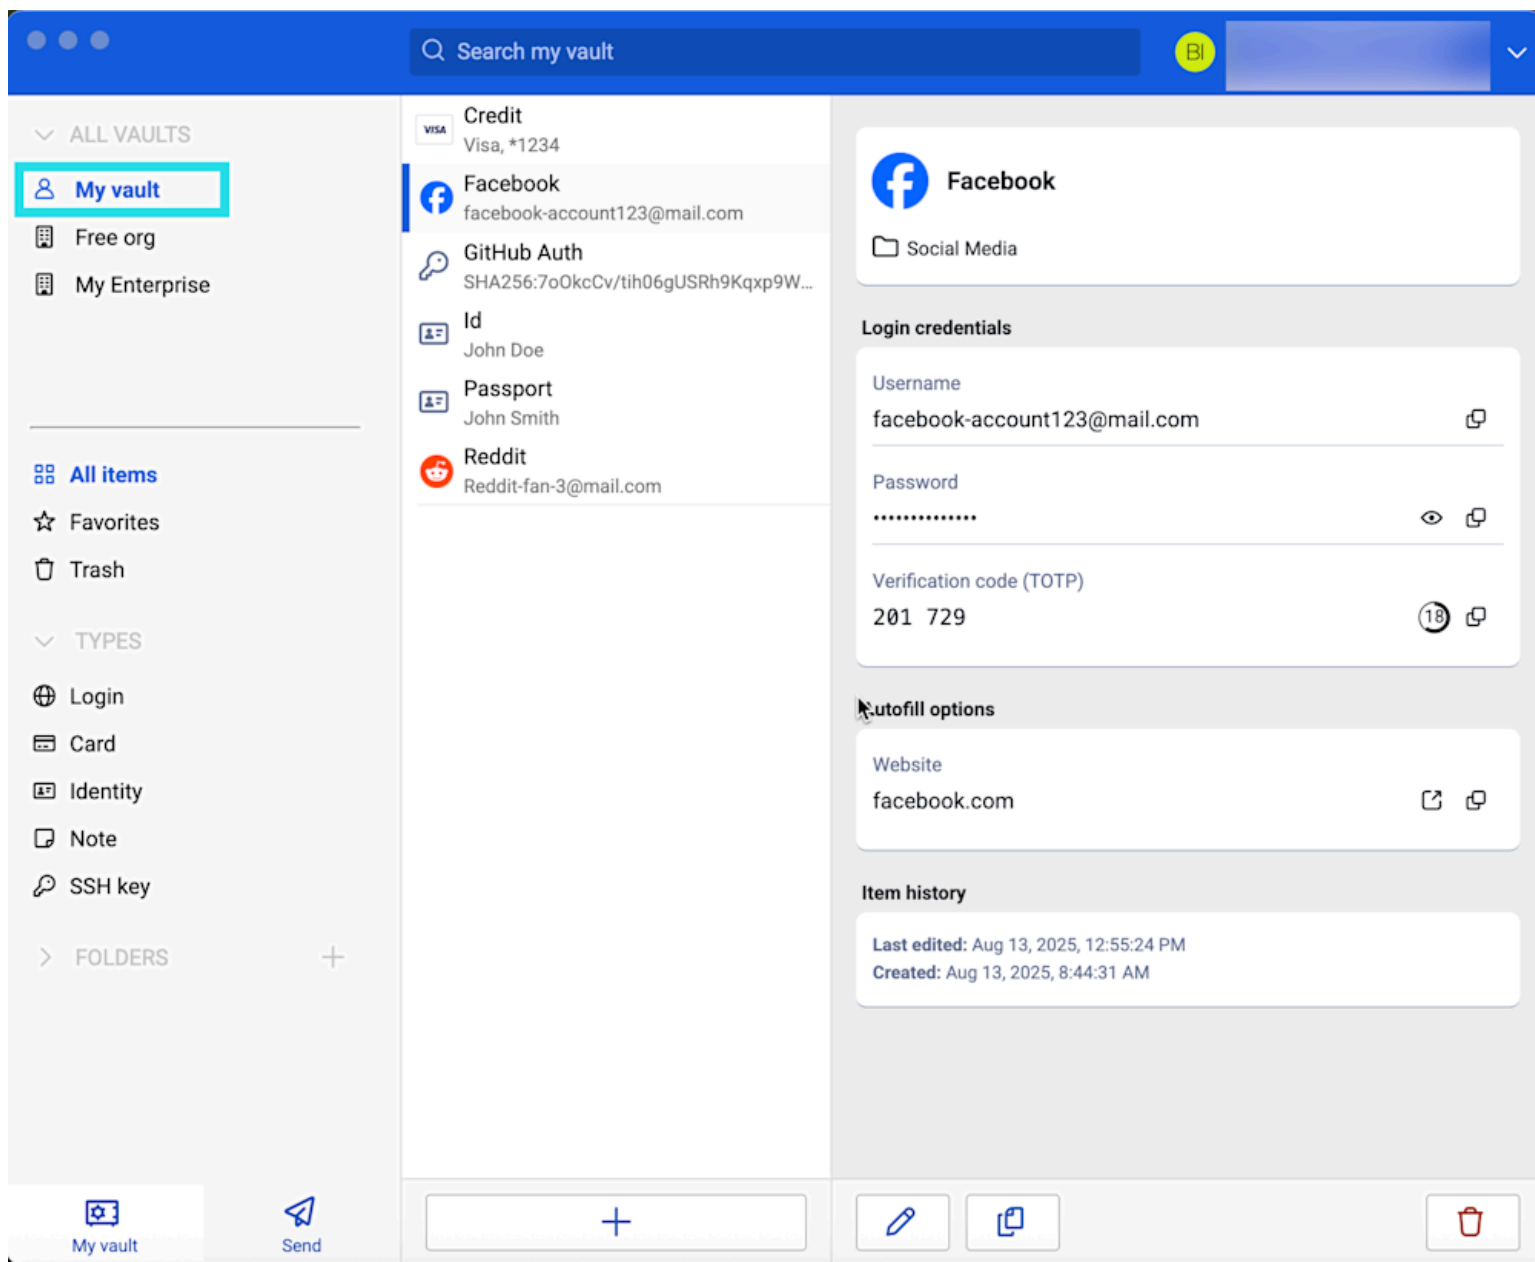 Search my vault
BI
ALL VAULTS
My vault
Free org
My Enterprise
All items
Favorites
Trash
TYPES
Login
Card
Identity
Note
SSH key
FOLDERS
My vault
Send
VISA
Credit
Visa, *1234
Facebook
facebook-account123@mail.com
GitHub Auth
SHA256:7oOkcCv/tih06gUSRh9Kqxp9W...
Id
John Doe
Passport
John Smith
Reddit
Reddit-fan-3@mail.com
Facebook
Social Media
Login credentials
Username
facebook-account123@mail.com
Password
••••••••••••••
Verification code (TOTP)
201 729
18
utofill options
Website
facebook.com
Item history
Last edited: Aug 13, 2025, 12:55:24 PM
Created: Aug 13, 2025, 8:44:31 AM